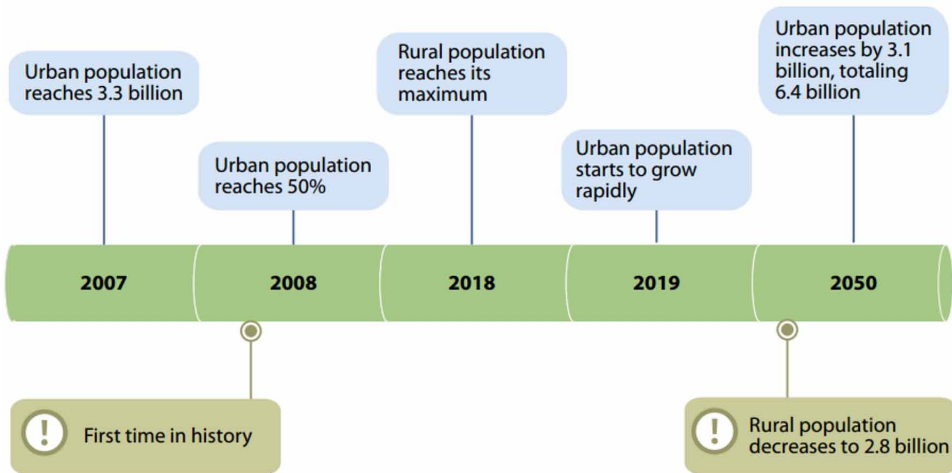 Urban population
reaches 3.3 billion
Urban population
reaches 50%
Rural population
reaches its
maximum
Urban population
starts to grow
rapidly
Urban population
increases by 3.1
billion, totaling
6.4 billion
2007
2008
2018
2019
2050
! First time in history
! Rural population
decreases to 2.8 billion